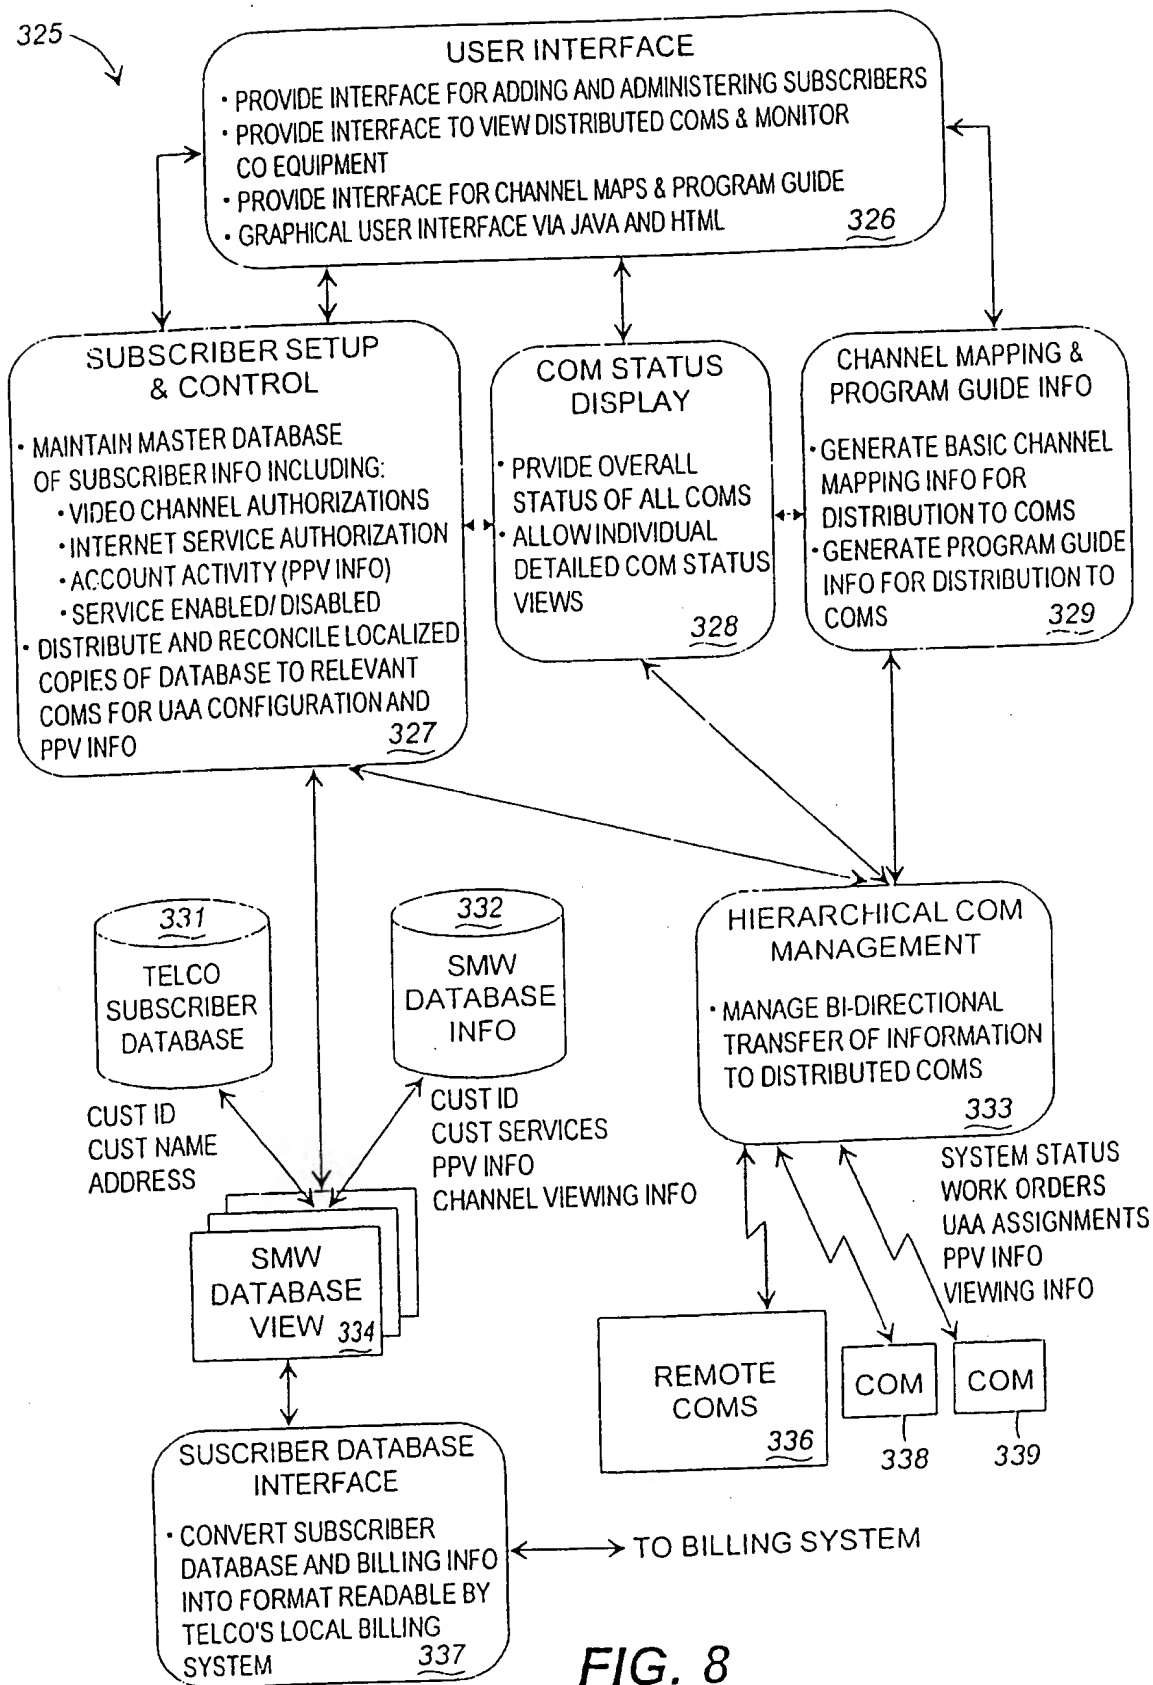 325
USER INTERFACE
• PROVIDE INTERFACE FOR ADDING AND ADMINISTERING SUBSCRIBERS
• PROVIDE INTERFACE TO VIEW DISTRIBUTED COMS & MONITOR
CO EQUIPMENT
• PROVIDE INTERFACE FOR CHANNEL MAPS & PROGRAM GUIDE
• GRAPHICAL USER INTERFACE VIA JAVA AND HTML
326
SUBSCRIBER SETUP
& CONTROL
• MAINTAIN MASTER DATABASE
OF SUBSCRIBER INFO INCLUDING:
• VIDEO CHANNEL AUTHORIZATIONS
• INTERNET SERVICE AUTHORIZATION
• ACCOUNT ACTIVITY (PPV INFO)
• SERVICE ENABLED/DISABLED
• DISTRIBUTE AND RECONCILE LOCALIZED
COPIES OF DATABASE TO RELEVANT
COMS FOR UAA CONFIGURATION AND
PPV INFO
327
COM STATUS
DISPLAY
• PRVIDE OVERALL
STATUS OF ALL COMS
• ALLOW INDIVIDUAL
DETAILED COM STATUS
VIEWS
328
CHANNEL MAPPING &
PROGRAM GUIDE INFO
• GENERATE BASIC CHANNEL
MAPPING INFO FOR
DISTRIBUTION TO COMS
• GENERATE PROGRAM GUIDE
INFO FOR DISTRIBUTION TO
COMS
329
331
TELCO
SUBSCRIBER
DATABASE
332
SMW
DATABASE
INFO
HIERARCHICAL COM
MANAGEMENT
• MANAGE BI-DIRECTIONAL
TRANSFER OF INFORMATION
TO DISTRIBUTED COMS
333
CUST ID
CUST NAME
ADDRESS
CUST ID
CUST SERVICES
PPV INFO
CHANNEL VIEWING INFO
SYSTEM STATUS
WORK ORDERS
UAA ASSIGNMENTS
PPV INFO
VIEWING INFO
SMW
DATABASE
VIEW
334
REMOTE
COMS
336
COM
338
COM
339
SUSCRIBER DATABASE
INTERFACE
• CONVERT SUBSCRIBER
DATABASE AND BILLING INFO
INTO FORMAT READABLE BY
TELCO'S LOCAL BILLING
SYSTEM
337
TO BILLING SYSTEM
FIG. 8